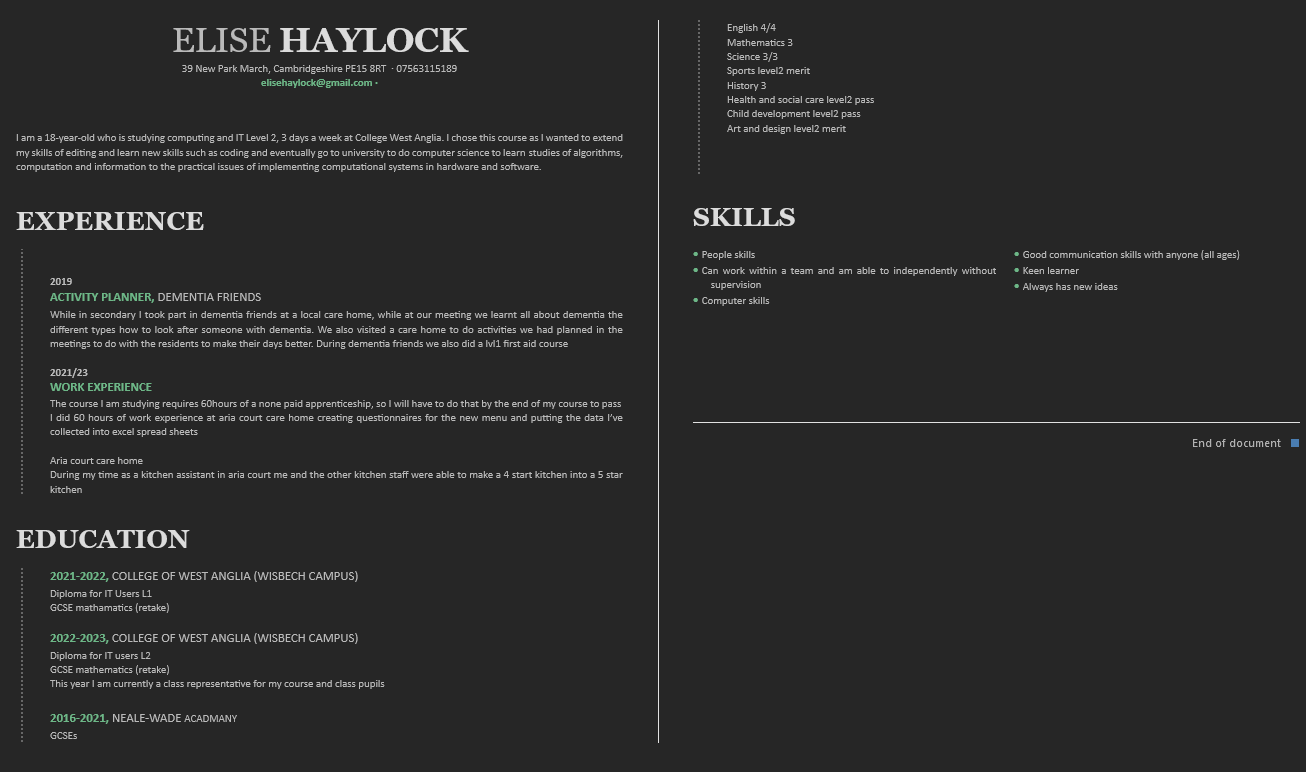 ELISE HAYLOCK
39 New Park March, Cambridgeshire PE15 8RT · 07563115189
elisehaylock@gmail.com ·
I am a 18-year-old who is studying computing and IT Level 2, 3 days a week at College West Anglia. I chose this course as I wanted to extend
my skills of editing and learn new skills such as coding and eventually go to university to do computer science to learn studies of algorithms,
computation and information to the practical issues of implementing computational systems in hardware and software.
EXPERIENCE
2019
ACTIVITY PLANNER, DEMENTIA FRIENDS
While in secondary I took part in dementia friends at a local care home, while at our meeting we learnt all about dementia the
different types how to look after someone with dementia. We also visited a care home to do activities we had planned in the
meetings to do with the residents to make their days better. During dementia friends we also did a lvl1 first aid course
2021/23
WORK EXPERIENCE
The course I am studying requires 60hours of a none paid apprenticeship, so I will have to do that by the end of my course to pass
I did 60 hours of work experience at aria court care home creating questionnaires for the new menu and putting the data I've
collected into excel spread sheets
Aria court care home
During my time as a kitchen assistant in aria court me and the other kitchen staff were able to make a 4 start kitchen into a 5 star
kitchen
EDUCATION
2021-2022, COLLEGE OF WEST ANGLIA (WISBECH CAMPUS)
Diploma for IT Users L1
GCSE mathamatics (retake)
2022-2023, COLLEGE OF WEST ANGLIA (WISBECH CAMPUS)
Diploma for IT users L2
GCSE mathematics (retake)
This year I am currently a class representative for my course and class pupils
2016-2021, NEALE-WADE ACADMANY
GCSEs
English 4/4
Mathematics 3
Science 3/3
Sports level2 merit
History 3
Health and social care level2 pass
Child development level2 pass
Art and design level2 merit
SKILLS
• People skills
• Can work within a team and am able to independently without
supervision
• Computer skills
• Good communication skills with anyone (all ages)
• Keen learner
• Always has new ideas
End of document